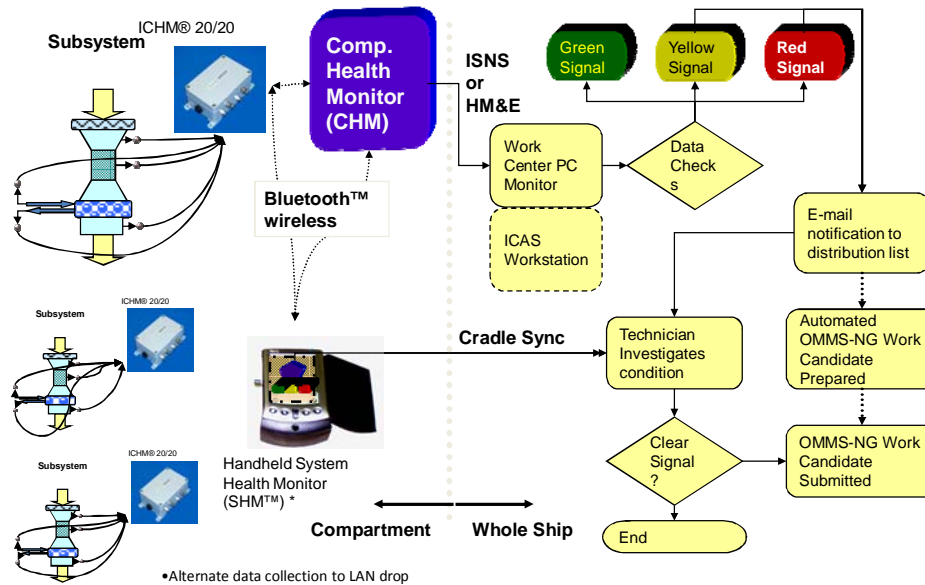 Subsystem
ICHM® 20/20
Comp.
Health
Monitor
(CHM)
ISNS
or
HM&E
Green
Signal
Yellow
Signal
Red
Signal
Work
Center PC
Monitor
Data
Check
s
Bluetooth™
wireless
ICAS
Workstation
E-mail
notification to
distribution list
ICHM® 20/20
Subsystem
Cradle Sync
Technician
Investigates
condition
Automated
OMMS-NG Work
Candidate
Prepared
ICHM® 20/20
Subsystem
Handheld System
Health Monitor
(SHM™) *
Clear
Signal
?
OMMS-NG Work
Candidate
Submitted
Compartment
Whole Ship
End
•Alternate data collection to LAN drop